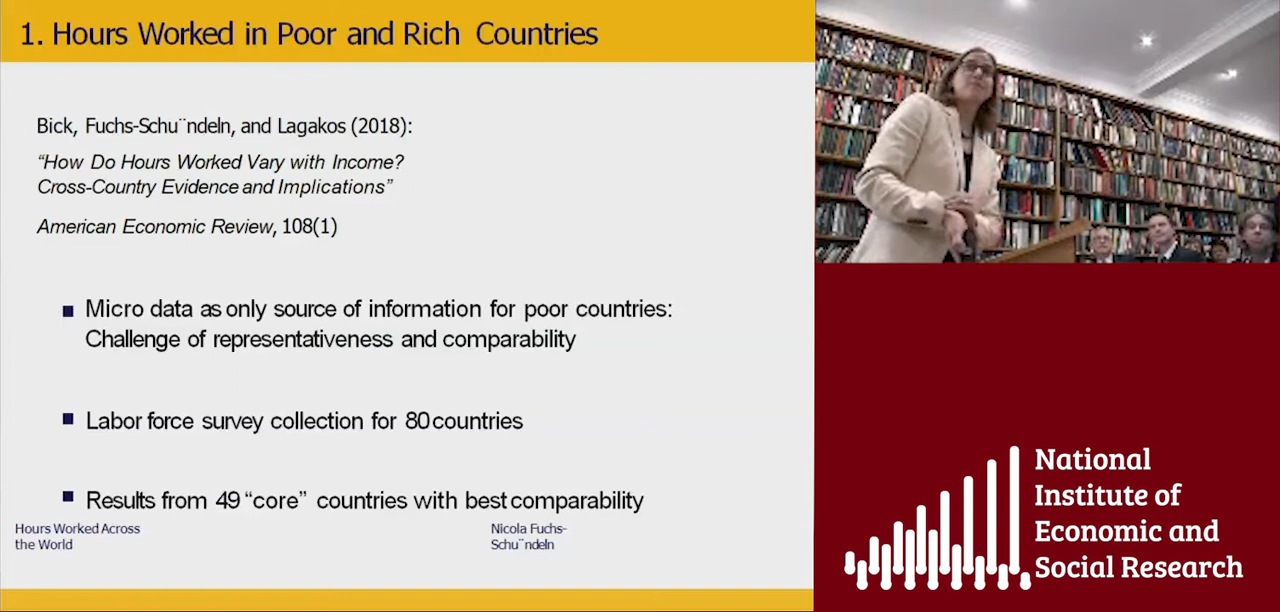 1. Hours Worked in Poor and Rich Countries
Bick, Fuchs-Schu¨ndeln, and Lagakos (2018):
“How Do Hours Worked Vary with Income?
Cross-Country Evidence and Implications”
American Economic Review, 108(1)
Micro data as only source of information for poor countries:
Challenge of representativeness and comparability
Labor force survey collection for 80 countries
Results from 49 “core” countries with best comparability
Hours Worked Across
the World
Nicola Fuchs-
Schu¨ndeln
National
Institute of
Economic and
Social Research